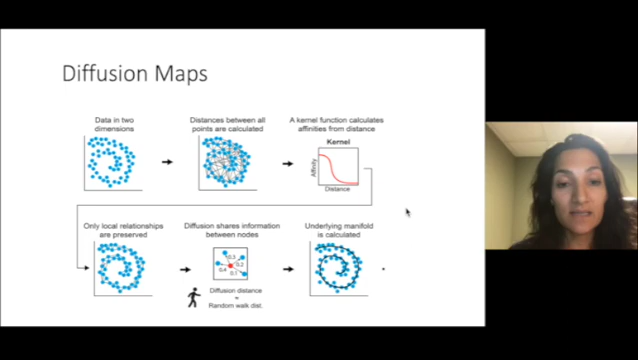 Diffusion Maps
Data in two
dimensions
Distances between all
points are calculated
A kernel function calculates
affinities from distance
Kernel
Affinity
Distance
Only local relationships
are preserved
Diffusion shares information
between nodes
0.3
0.2
0.4
0.1
Diffusion distance
~
Random walk dist.
Underlying manifold
is calculated